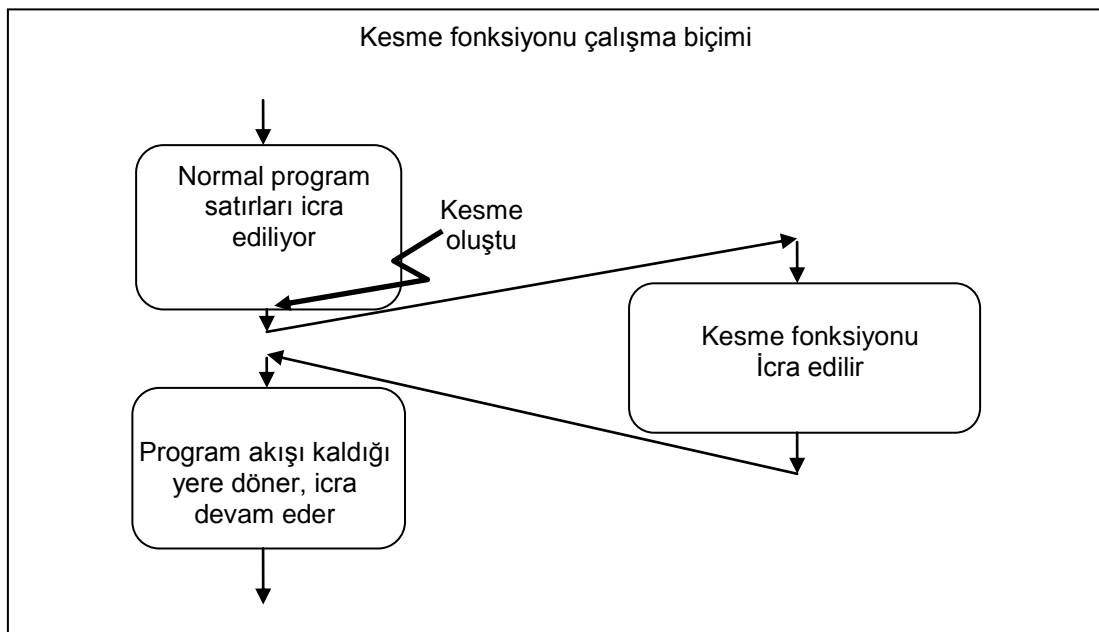 Kesme fonksiyonu çalışma biçimi
Normal program
satırları icra
ediliyor
Kesme
oluştu
Kesme fonksiyonu
İcra edilir
Program akışı kaldığı
yere döner, icra
devam eder